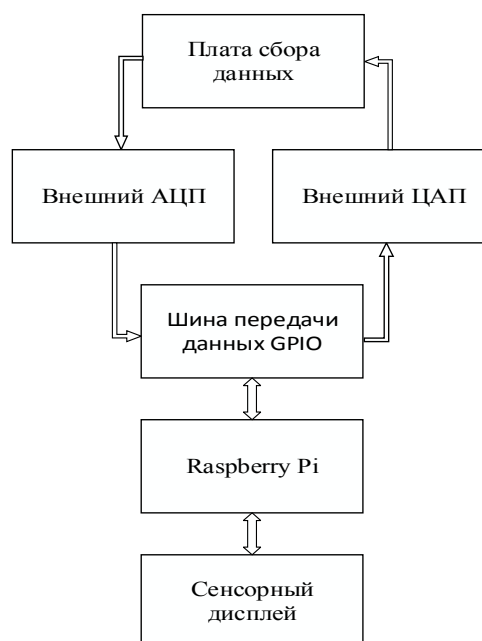 Плата сбора
данных
Внешний АЦП
Внешний ЦАП
Шина передачи
данных GPIO
Raspberry Pi
Сенсорный
дисплей